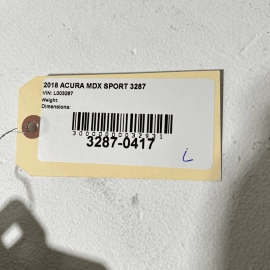 2018 ACURA MDX SPORT 3287
VIN: L003287
Weight:
Dimensions:
3287-0417
L